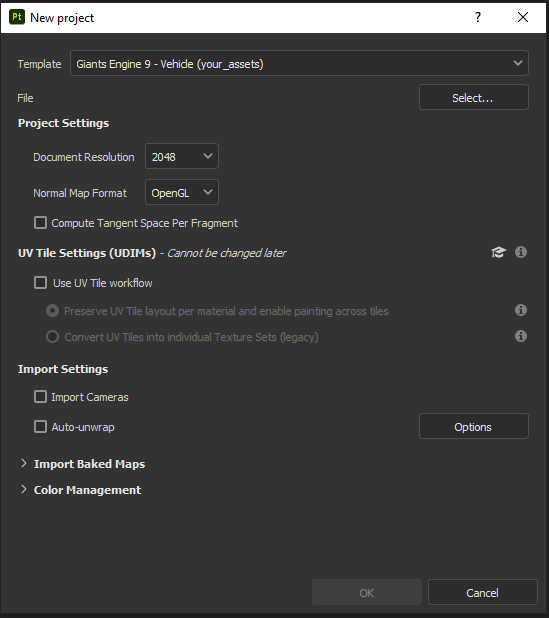 Pt New project ?
Template Giants Engine 9 - Vehicle (your_assets)
File Select...
Project Settings
Document Resolution 2048
Normal Map Format OpenGL
Compute Tangent Space Per Fragment
UV Tile Settings (UDIMs) - Cannot be changed later
Use UV Tile workflow
Preserve UV Tile layout per material and enable painting across tiles
Convert UV Tiles into individual Texture Sets (legacy)
Import Settings
Import Cameras
Auto-unwrap Options
Import Baked Maps
Color Management
OK Cancel